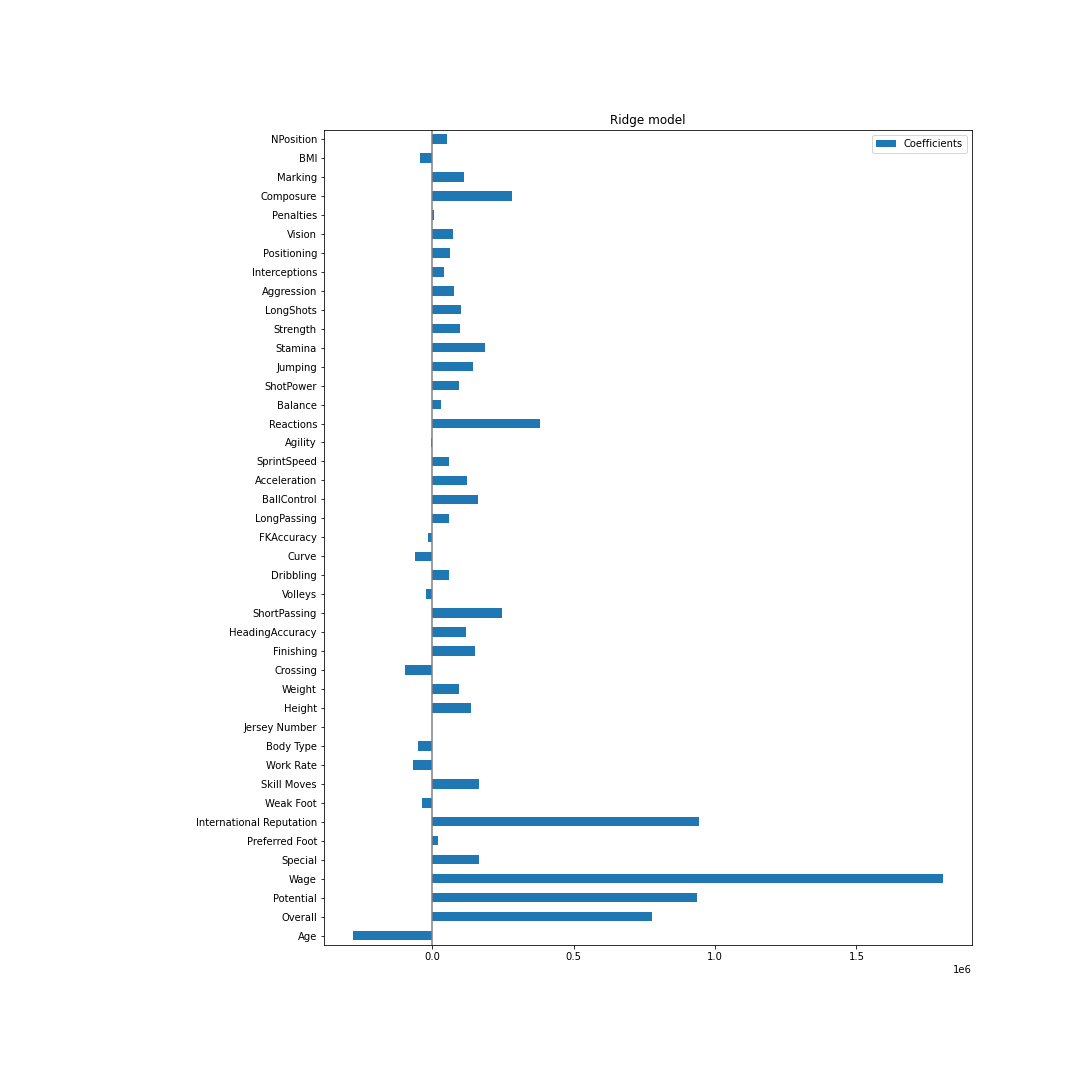 Ridge model
Coefficients
NPosition
BMI
Marking
Composure
Penalties
Vision
Positioning
Interceptions
Aggression
LongShots
Strength
Stamina
Jumping
ShotPower
Balance
Reactions
Agility
SprintSpeed
Acceleration
BallControl
LongPassing
FKAccuracy
Curve
Dribbling
Volleys
ShortPassing
HeadingAccuracy
Finishing
Crossing
Weight
Height
Jersey Number
Body Type
Work Rate
Skill Moves
Weak Foot
International Reputation
Preferred Foot
Special
Wage
Potential
Overall
Age
0.0 0.5 1.0 1.5
1e6